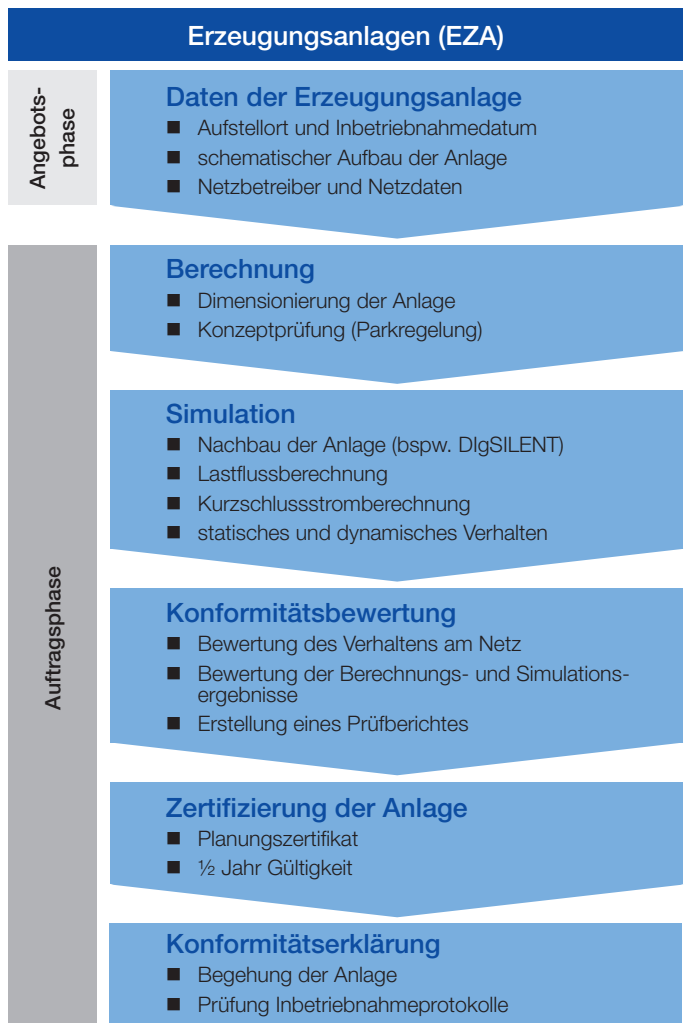 Erzeugungsanlagen (EZA)
Angebots-
phase
Daten der Erzeugungsanlage
■ Aufstellort und Inbetriebnahmedatum
■ schematischer Aufbau der Anlage
■ Netzbetreiber und Netzdaten
Auftragsphase
Berechnung
■ Dimensionierung der Anlage
■ Konzeptprüfung (Parkregelung)
Simulation
■ Nachbau der Anlage (bspw. DIgSILENT)
■ Lastflussberechnung
■ Kurzschlussstromberechnung
■ statisches und dynamisches Verhalten
Konformitätsbewertung
■ Bewertung des Verhaltens am Netz
■ Bewertung der Berechnungs- und Simulations-
ergebnisse
■ Erstellung eines Prüfberichtes
Zertifizierung der Anlage
■ Planungszertifikat
■ ½ Jahr Gültigkeit
Konformitätserklärung
■ Begehung der Anlage
■ Prüfung Inbetriebnahmeprotokolle